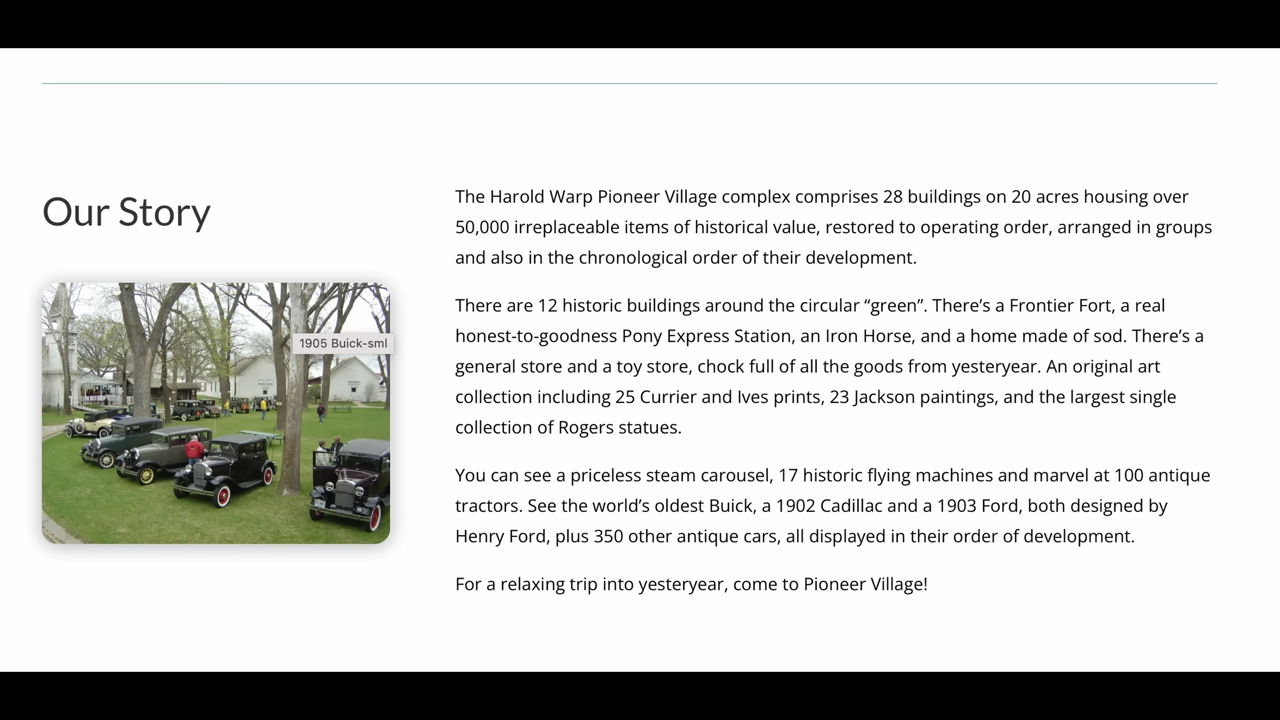 Our Story
1905 Buick-sml
The Harold Warp Pioneer Village complex comprises 28 buildings on 20 acres housing over
50,000 irreplaceable items of historical value, restored to operating order, arranged in groups
and also in the chronological order of their development.
There are 12 historic buildings around the circular “green”. There’s a Frontier Fort, a real
honest-to-goodness Pony Express Station, an Iron Horse, and a home made of sod. There’s a
general store and a toy store, chock full of all the goods from yesteryear. An original art
collection including 25 Currier and Ives prints, 23 Jackson paintings, and the largest single
collection of Rogers statues.
You can see a priceless steam carousel, 17 historic flying machines and marvel at 100 antique
tractors. See the world’s oldest Buick, a 1902 Cadillac and a 1903 Ford, both designed by
Henry Ford, plus 350 other antique cars, all displayed in their order of development.
For a relaxing trip into yesteryear, come to Pioneer Village!